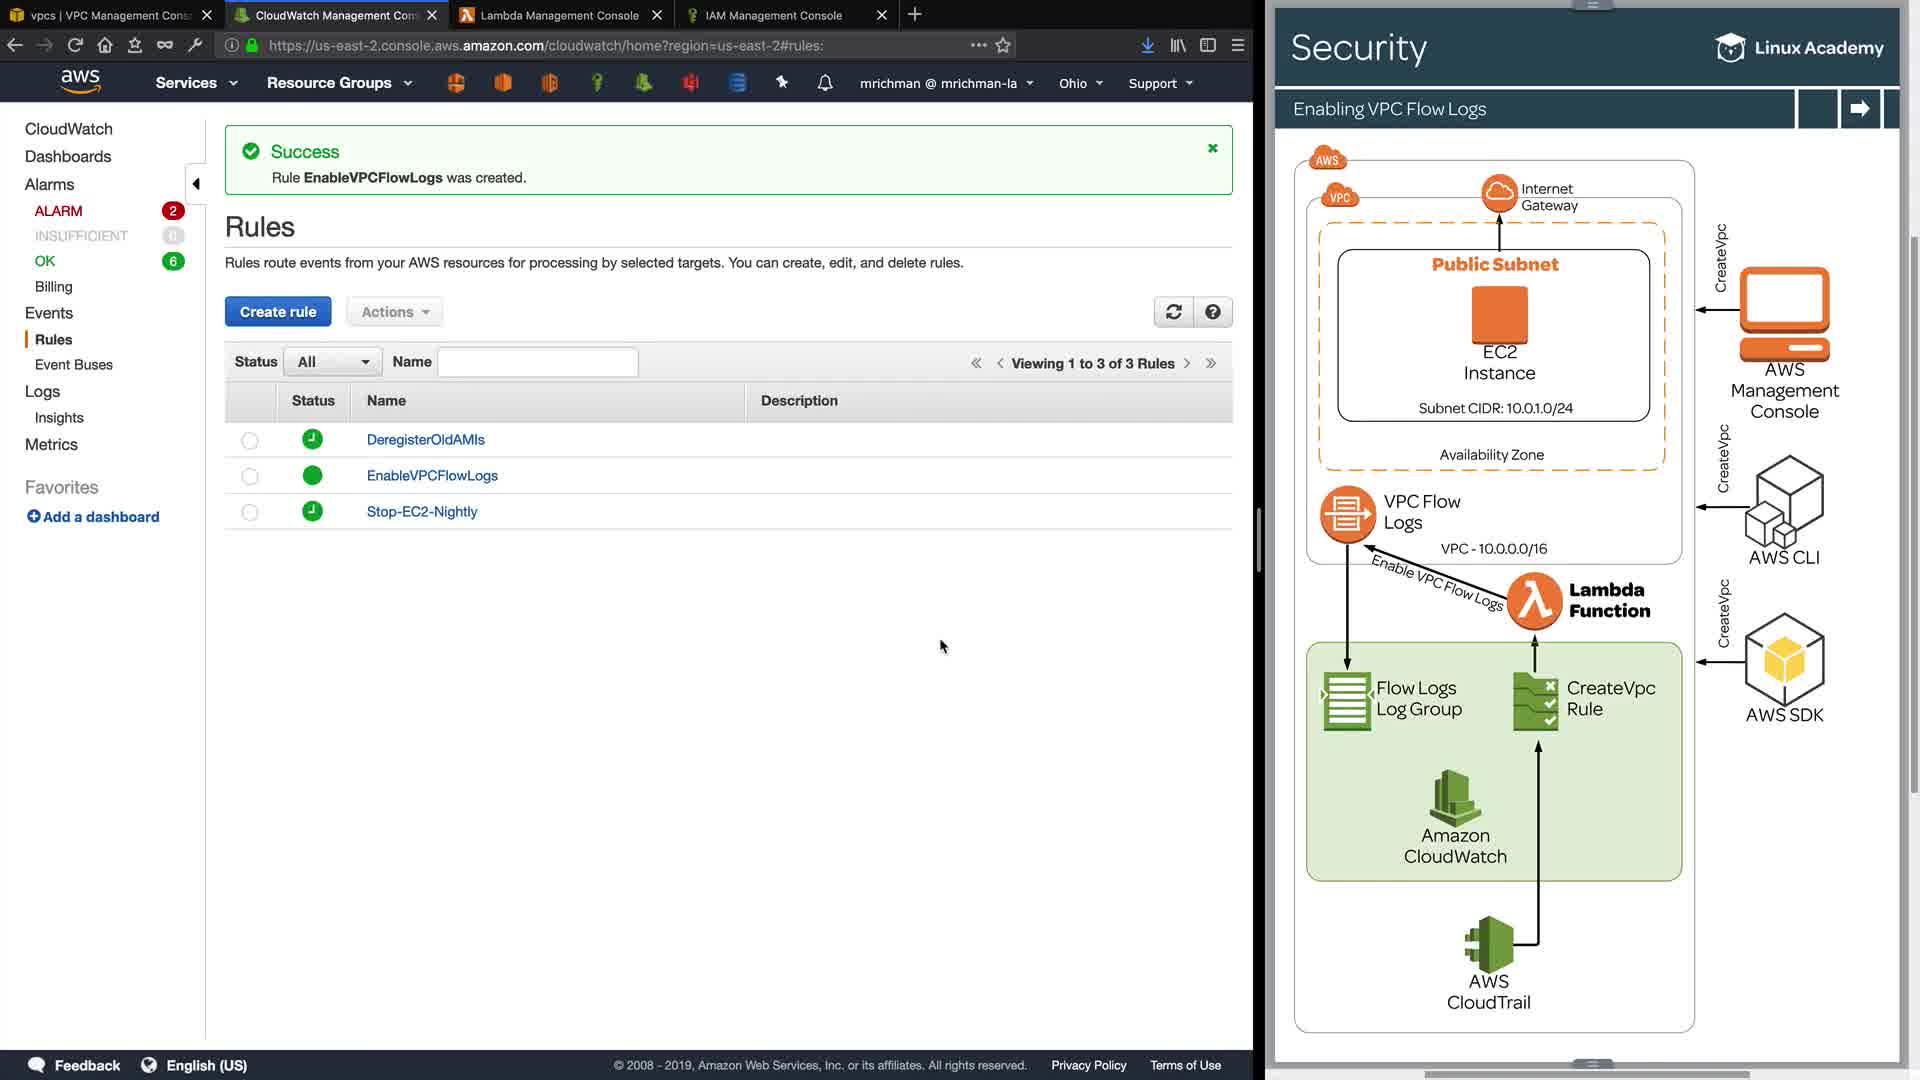 vpcs | VPC Management Cons
CloudWatch Management Con
Lambda Management Console
IAM Management Console
https://us-east-2.console.aws.amazon.com/cloudwatch/home?region=us-east-2#rules:
aws
Services
Resource Groups
mrichman @ mrichman-la
Ohio
Support
CloudWatch
Dashboards
Alarms
ALARM
2
INSUFFICIENT
0
OK
6
Billing
Events
Rules
Event Buses
Logs
Insights
Metrics
Favorites
Add a dashboard
Success
Rule EnableVPCFlowLogs was created.
Rules
Rules route events from your AWS resources for processing by selected targets. You can create, edit, and delete rules.
Create rule
Actions
Status
All
Name
Viewing 1 to 3 of 3 Rules
Status
Name
Description
DeregisterOldAMIs
EnableVPCFlowLogs
Stop-EC2-Nightly
Feedback
English (US)
© 2008 - 2019, Amazon Web Services, Inc. or its affiliates. All rights reserved.
Privacy Policy
Terms of Use
Security
Linux Academy
Enabling VPC Flow Logs
AWS
VPC
Internet
Gateway
Public Subnet
EC2
Instance
Subnet CIDR: 10.0.1.0/24
Availability Zone
VPC Flow
Logs
VPC - 10.0.0.0/16
Enable VPC Flow Logs
Lambda
Function
Flow Logs
Log Group
CreateVpc
Rule
Amazon
CloudWatch
AWS
CloudTrail
CreateVpc
AWS
Management
Console
CreateVpc
AWS CLI
CreateVpc
AWS SDK